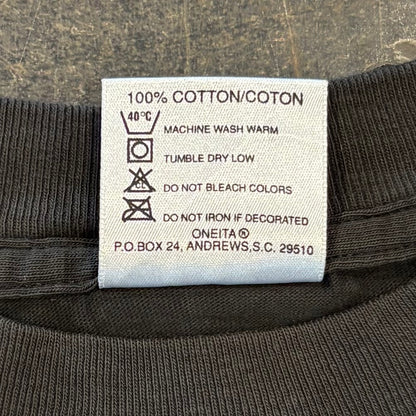 100% COTTON/COTON
40°C MACHINE WASH WARM
TUMBLE DRY LOW
CL DO NOT BLEACH COLORS
DO NOT IRON IF DECORATED
ONEITA®
P.O.BOX 24, ANDREWS,S.C. 29510